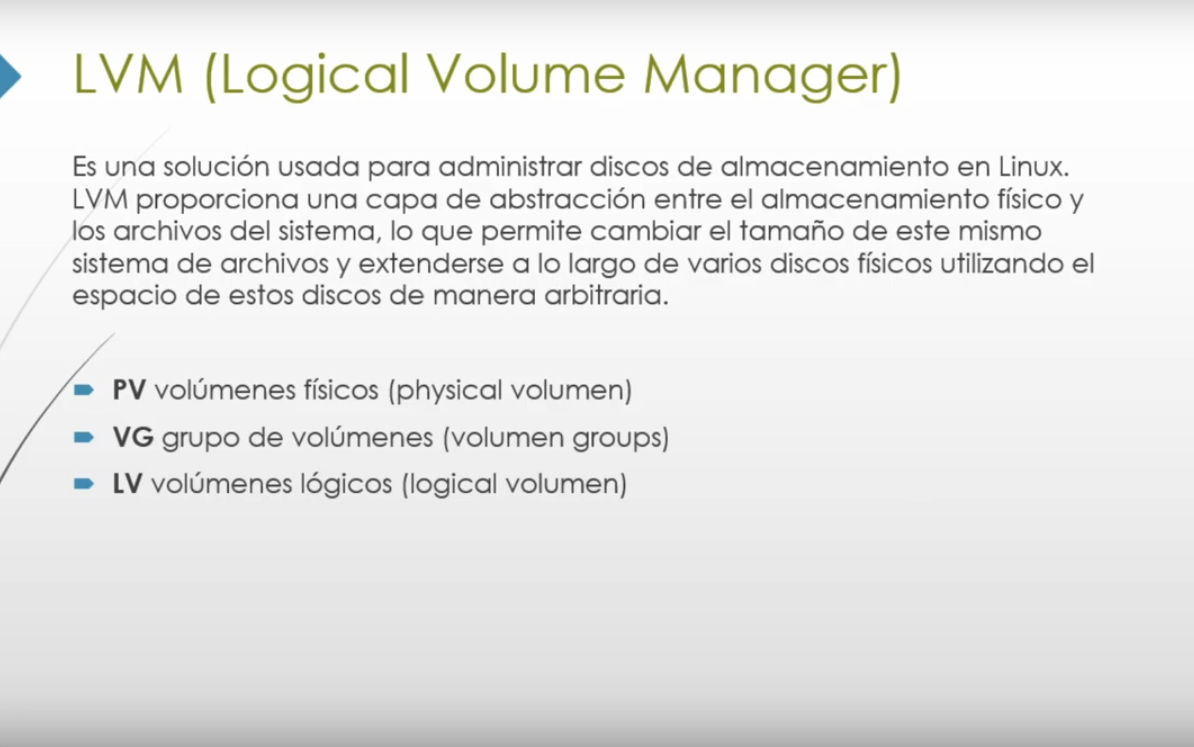 LVM (Logical Volume Manager)
Es una solución usada para administrar discos de almacenamiento en Linux.
LVM proporciona una capa de abstracción entre el almacenamiento físico y
los archivos del sistema, lo que permite cambiar el tamaño de este mismo
sistema de archivos y extenderse a lo largo de varios discos físicos utilizando el
espacio de estos discos de manera arbitraria.
PV volúmenes físicos (physical volumen)
VG grupo de volúmenes (volumen groups)
LV volúmenes lógicos (logical volumen)